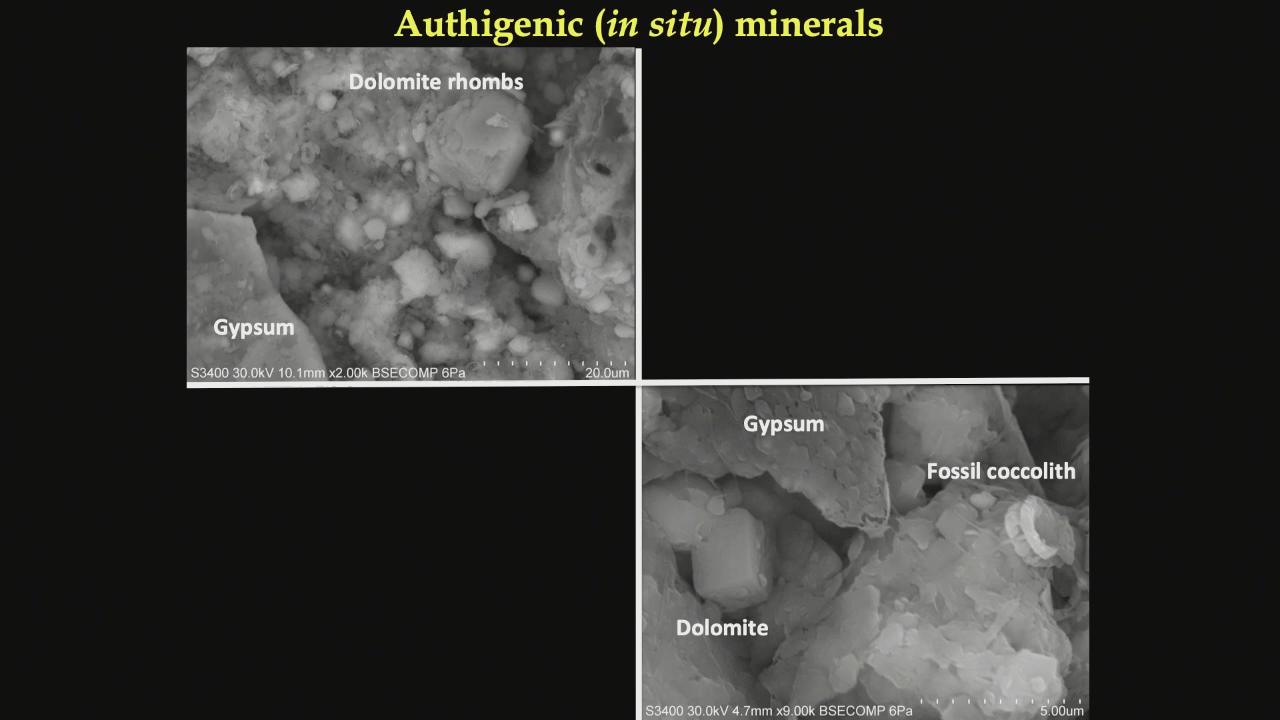 Authigenic (in situ) minerals
Dolomite rhombs
Gypsum
S3400 30.0kV 10.1mm x2.00k BSECOMP 6Pa 20.0um
Gypsum
Fossil coccolith
Dolomite
S3400 30.0kV 4.7mm x9.00k BSECOMP 6Pa 5.00um